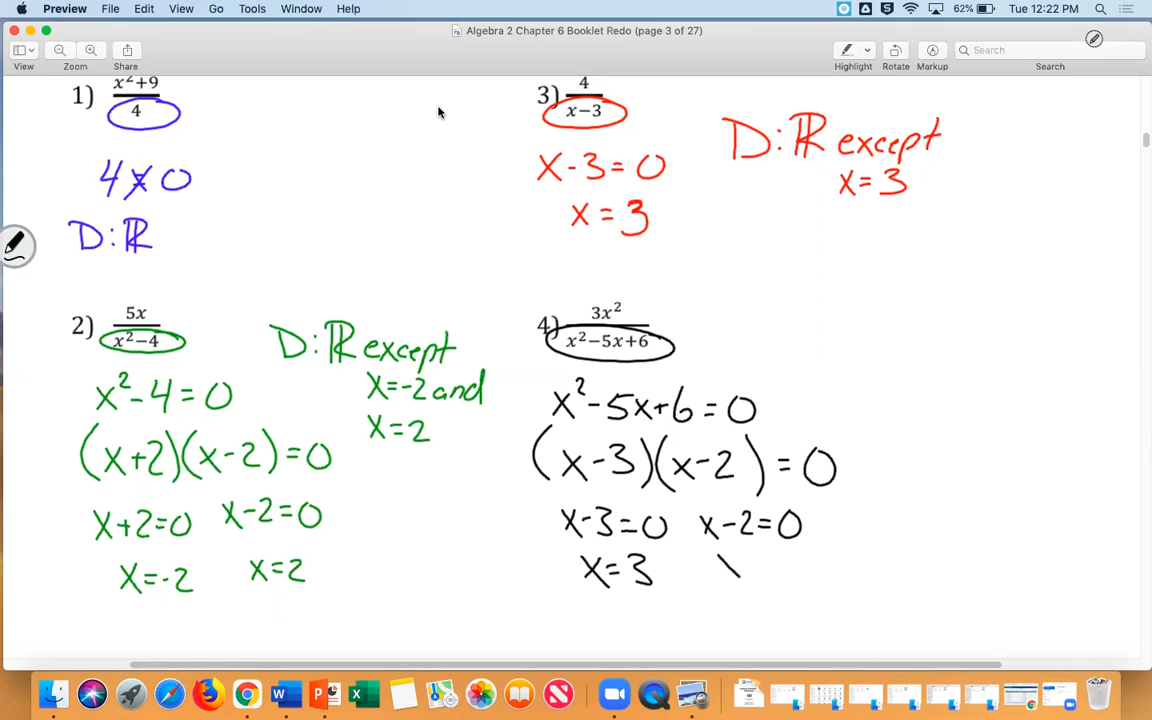 Preview File Edit View Go Tools Window Help 62% Tue 12:22 PM
Algebra 2 Chapter 6 Booklet Redo (page 3 of 27)
Search
View Zoom Share Highlight Rotate Markup Search
1) x²+9
4
4≠0
D:ℝ
3) 4
x−3
x-3=0
x=3
D:ℝ except
x=3
2) 5x
x²−4
x²-4=0
(x+2)(x-2)=0
x+2=0 x-2=0
x=-2 x=2
D:ℝ except
x=-2 and
x=2
4) 3x²
x²−5x+6
x²-5x+6=0
(x-3)(x-2)=0
x-3=0 x-2=0
x=3 \